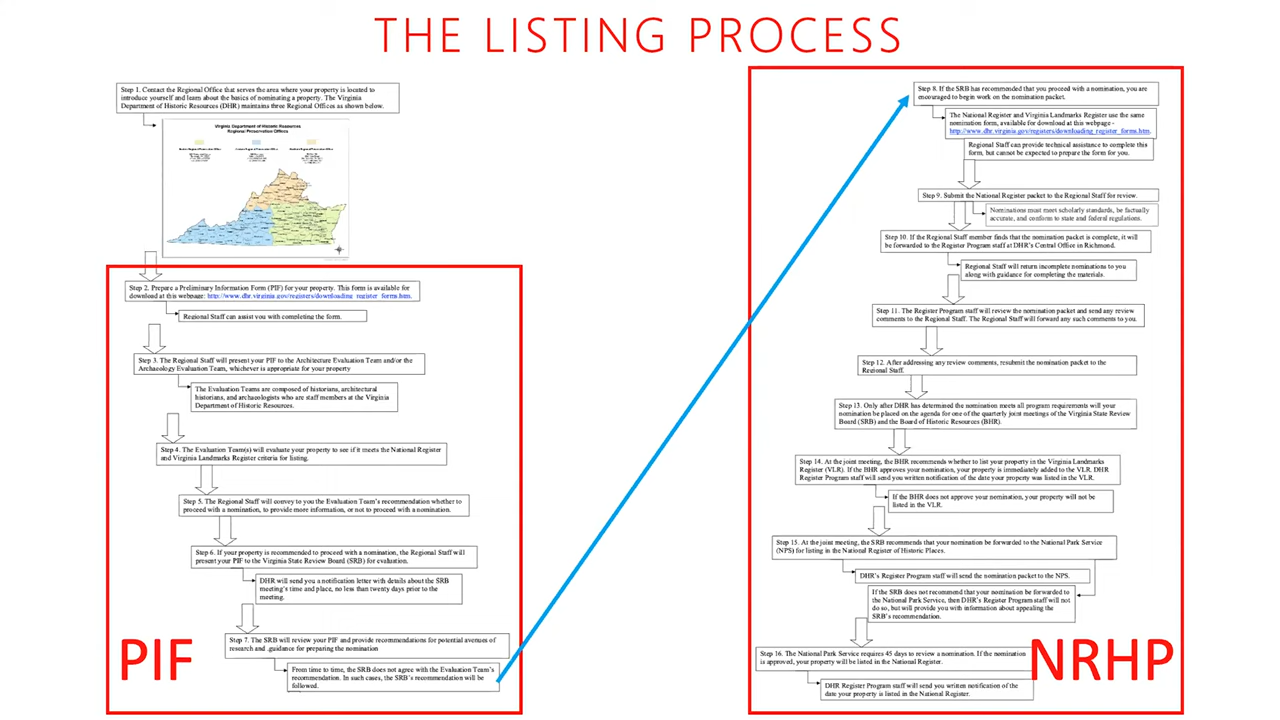 THE LISTING PROCESS
Step 1. Contact the Regional Office that serves the area where your property is located to
introduce yourself and learn about the basics of nominating a property. The Virginia
Department of Historic Resources (DHR) maintains three Regional Offices as shown below.
Virginia Department of Historic Resources
Regional Preservation Offices
Step 2. Prepare a Preliminary Information Form (PIF) for your property. This form is available for
download at this webpage: http://www.dhr.virginia.gov/registers/downloading_register_forms.htm.
Regional Staff can assist you with completing the form.
Step 3. The Regional Staff will present your PIF to the Architecture Evaluation Team and/or the
Archaeology Evaluation Team, whichever is appropriate for your property
The Evaluation Teams are composed of historians, architectural
historians, and archaeologists who are staff members at the Virginia
Department of Historic Resources.
Step 4. The Evaluation Team(s) will evaluate your property to see if it meets the National Register
and Virginia Landmarks Register criteria for listing.
Step 5. The Regional Staff will convey to you the Evaluation Team's recommendation whether to
proceed with a nomination, to provide more information, or not to proceed with a nomination.
Step 6. If your property is recommended to proceed with a nomination, the Regional Staff will
present your PIF to the Virginia State Review Board (SRB) for evaluation.
DHR will send you a notification letter with details about the SRB
meeting's time and place, no less than twenty days prior to the
meeting.
Step 7. The SRB will review your PIF and provide recommendations for potential avenues of
research and .guidance for preparing the nomination
From time to time, the SRB does not agree with the Evaluation Team's
recommendation. In such cases, the SRB's recommendation will be
followed.
PIF
Step 8. If the SRB has recommended that you proceed with a nomination, you are
encouraged to begin work on the nomination packet.
The National Register and Virginia Landmarks Register use the same
nomination form, available for download at this webpage -
http://www.dhr.virginia.gov/registers/downloading_register_forms.htm.
Regional Staff can provide technical assistance to complete this
form, but cannot be expected to prepare the form for you.
Step 9. Submit the National Register packet to the Regional Staff for review.
Nominations must meet scholarly standards, be factually
accurate, and conform to state and federal regulations.
Step 10. If the Regional Staff member finds that the nomination packet is complete, it will
be forwarded to the Register Program staff at DHR's Central Office in Richmond.
Regional Staff will return incomplete nominations to you
along with guidance for completing the materials.
Step 11. The Register Program staff will review the nomination packet and send any review
comments to the Regional Staff. The Regional Staff will forward any such comments to you.
Step 12. After addressing any review comments, resubmit the nomination packet to the
Regional Staff.
Step 13. Only after DHR has determined the nomination meets all program requirements will your
nomination be placed on the agenda for one of the quarterly joint meetings of the Virginia State Review
Board (SRB) and the Board of Historic Resources (BHR).
Step 14. At the joint meeting, the BHR recommends whether to list your property in the Virginia Landmarks
Register (VLR). If the BHR approves your nomination, your property is immediately added to the VLR. DHR
Register Program staff will send you written notification of the date your property was listed in the VLR.
If the BHR does not approve your nomination, your property will not be
listed in the VLR.
Step 15. At the joint meeting, the SRB recommends that your nomination be forwarded to the National Park Service
(NPS) for listing in the National Register of Historic Places.
DHR's Register Program staff will send the nomination packet to the NPS.
If the SRB does not recommend that your nomination be forwarded to
the National Park Service, then DHR's Register Program staff will not
do so, but will provide you with information about appealing the
SRB's recommendation.
Step 16. The National Park Service requires 45 days to review a nomination. If the nomination
is approved, your property will be listed in the National Register.
DHR Register Program staff will send you written notification of the
date your property is listed in the National Register.
NRHP